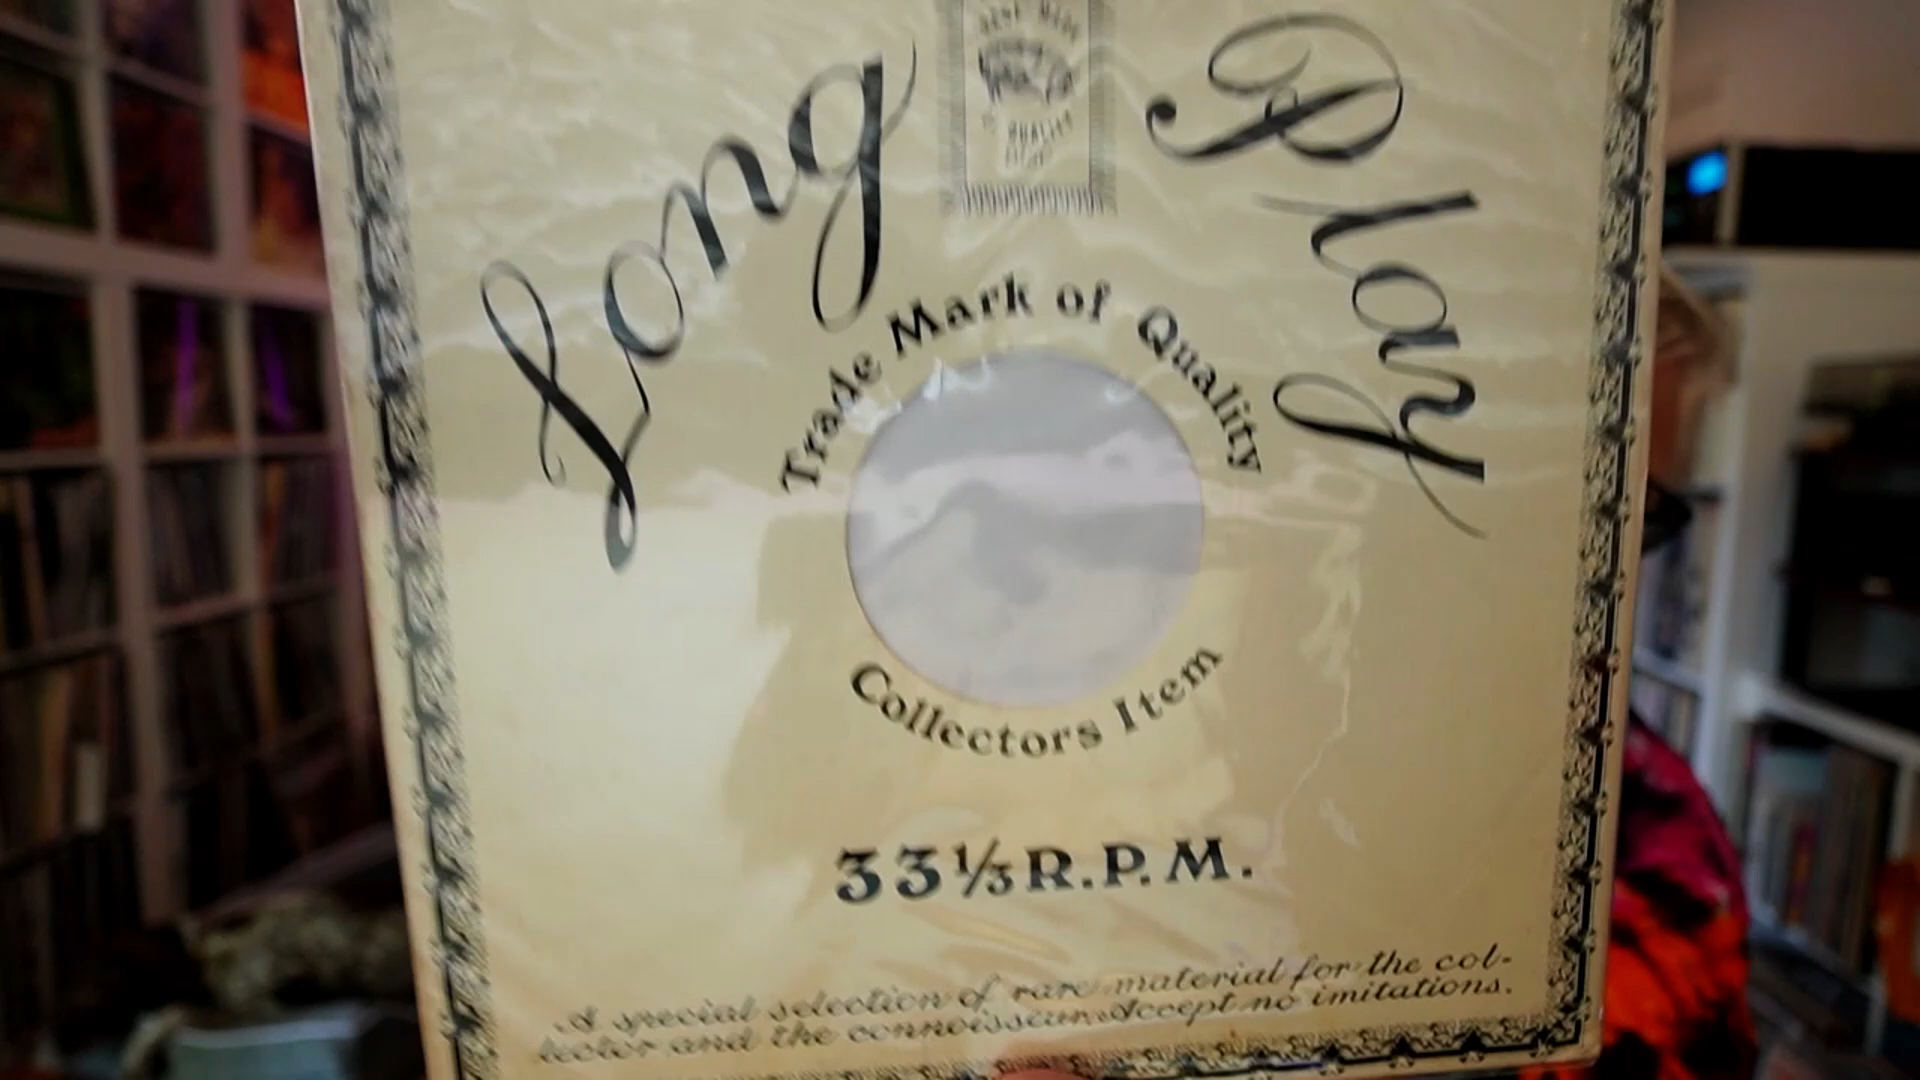 Long Play
Trade Mark of Quality
Collectors Item
33⅓ R.P.M.
A special selection of rare material for the col-
lector and the connoisseur. Accept no imitations.